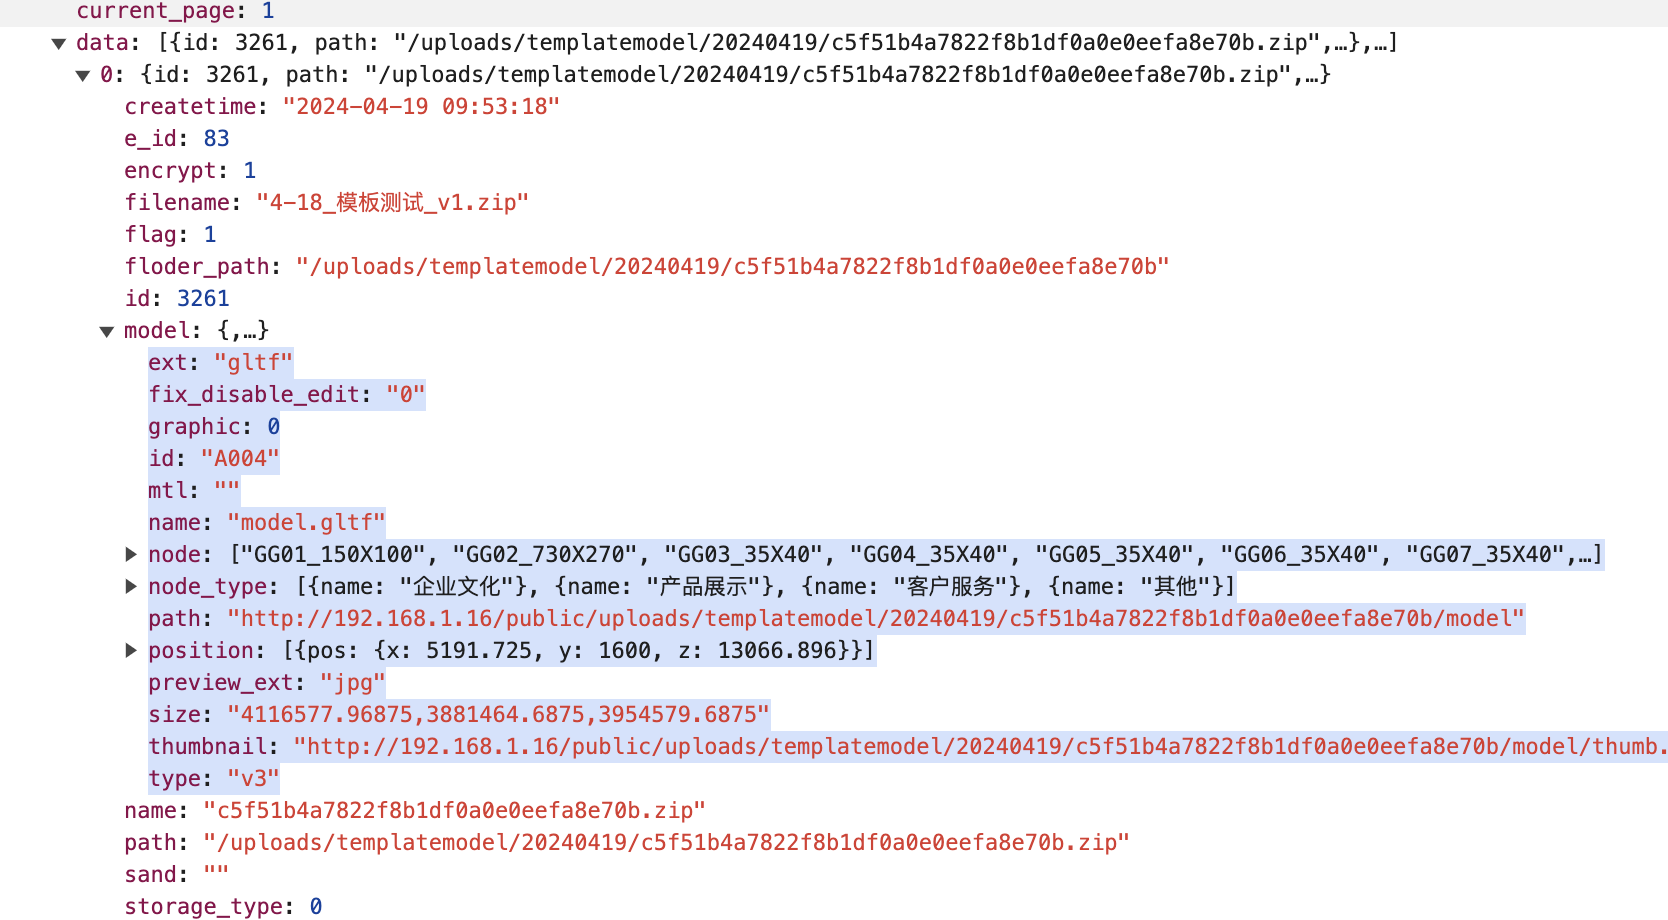 current_page: 1
data: [{id: 3261, path: "/uploads/templatemodel/20240419/c5f51b4a7822f8b1df0a0e0eefa8e70b.zip",…},…]
0: {id: 3261, path: "/uploads/templatemodel/20240419/c5f51b4a7822f8b1df0a0e0eefa8e70b.zip",…}
createtime: "2024-04-19 09:53:18"
e_id: 83
encrypt: 1
filename: "4-18_模板测试_v1.zip"
flag: 1
floder_path: "/uploads/templatemodel/20240419/c5f51b4a7822f8b1df0a0e0eefa8e70b"
id: 3261
model: {,…}
ext: "gltf"
fix_disable_edit: "0"
graphic: 0
id: "A004"
mtl: ""
name: "model.gltf"
node: ["GG01_150X100", "GG02_730X270", "GG03_35X40", "GG04_35X40", "GG05_35X40", "GG06_35X40", "GG07_35X40",…]
node_type: [{name: "企业文化"}, {name: "产品展示"}, {name: "客户服务"}, {name: "其他"}]
path: "http://192.168.1.16/public/uploads/templatemodel/20240419/c5f51b4a7822f8b1df0a0e0eefa8e70b/model"
position: [{pos: {x: 5191.725, y: 1600, z: 13066.896}}]
preview_ext: "jpg"
size: "4116577.96875,3881464.6875,3954579.6875"
thumbnail: "http://192.168.1.16/public/uploads/templatemodel/20240419/c5f51b4a7822f8b1df0a0e0eefa8e70b/model/thumb.
type: "v3"
name: "c5f51b4a7822f8b1df0a0e0eefa8e70b.zip"
path: "/uploads/templatemodel/20240419/c5f51b4a7822f8b1df0a0e0eefa8e70b.zip"
sand: ""
storage_type: 0